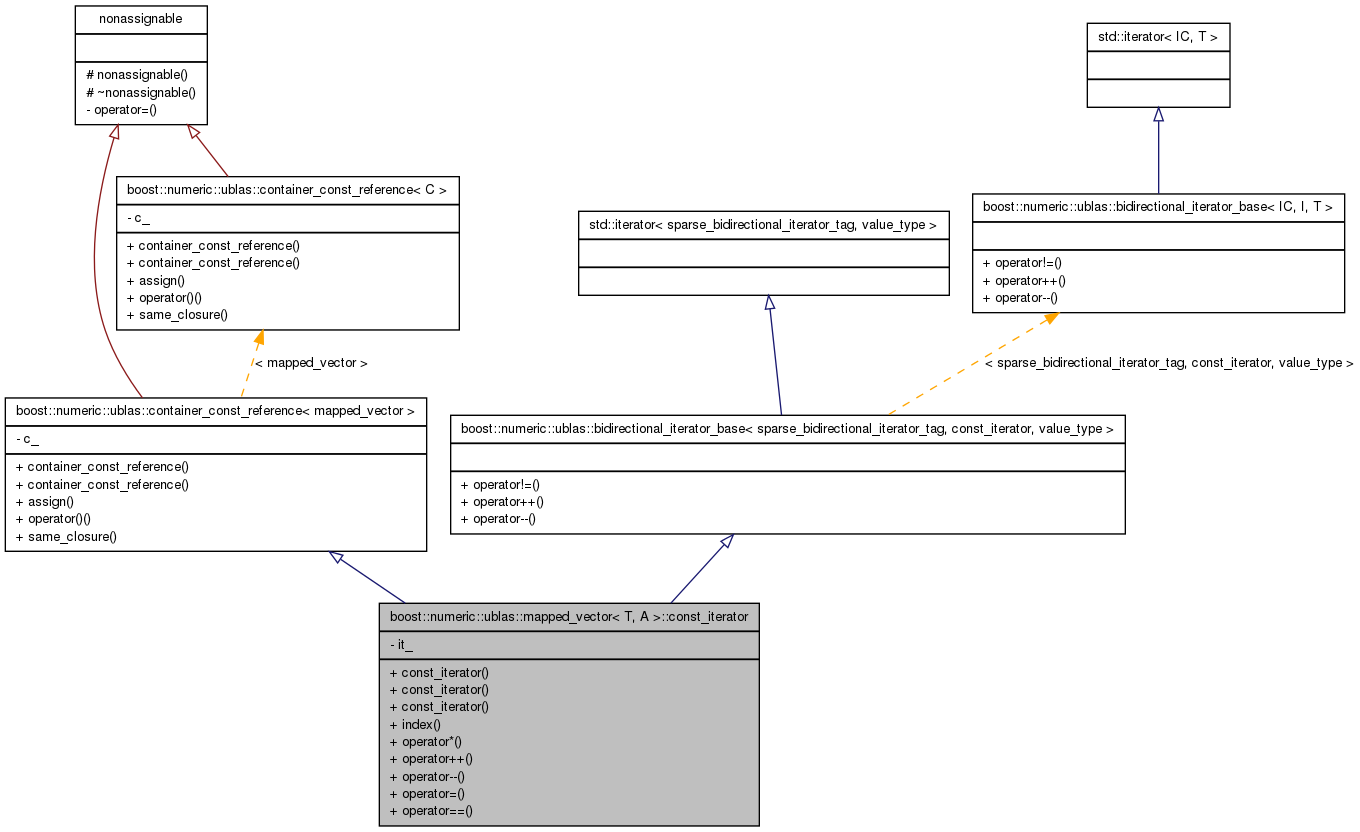 nonassignable
# nonassignable()
# ~nonassignable()
- operator=()
std::iterator< IC, T >
boost::numeric::ublas::container_const_reference< C >
- c_
+ container_const_reference()
+ container_const_reference()
+ assign()
+ operator()()
+ same_closure()
std::iterator< sparse_bidirectional_iterator_tag, value_type >
boost::numeric::ublas::bidirectional_iterator_base< IC, I, T >
+ operator!=()
+ operator++()
+ operator--()
< mapped_vector >
< sparse_bidirectional_iterator_tag, const_iterator, value_type >
boost::numeric::ublas::container_const_reference< mapped_vector >
- c_
+ container_const_reference()
+ container_const_reference()
+ assign()
+ operator()()
+ same_closure()
boost::numeric::ublas::bidirectional_iterator_base< sparse_bidirectional_iterator_tag, const_iterator, value_type >
+ operator!=()
+ operator++()
+ operator--()
boost::numeric::ublas::mapped_vector< T, A >::const_iterator
- it_
+ const_iterator()
+ const_iterator()
+ const_iterator()
+ index()
+ operator*()
+ operator++()
+ operator--()
+ operator=()
+ operator==()